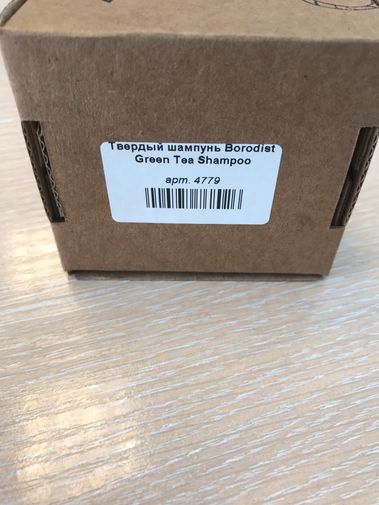 Твердый шампунь Borodist
Green Tea Shampoo
арт. 4779